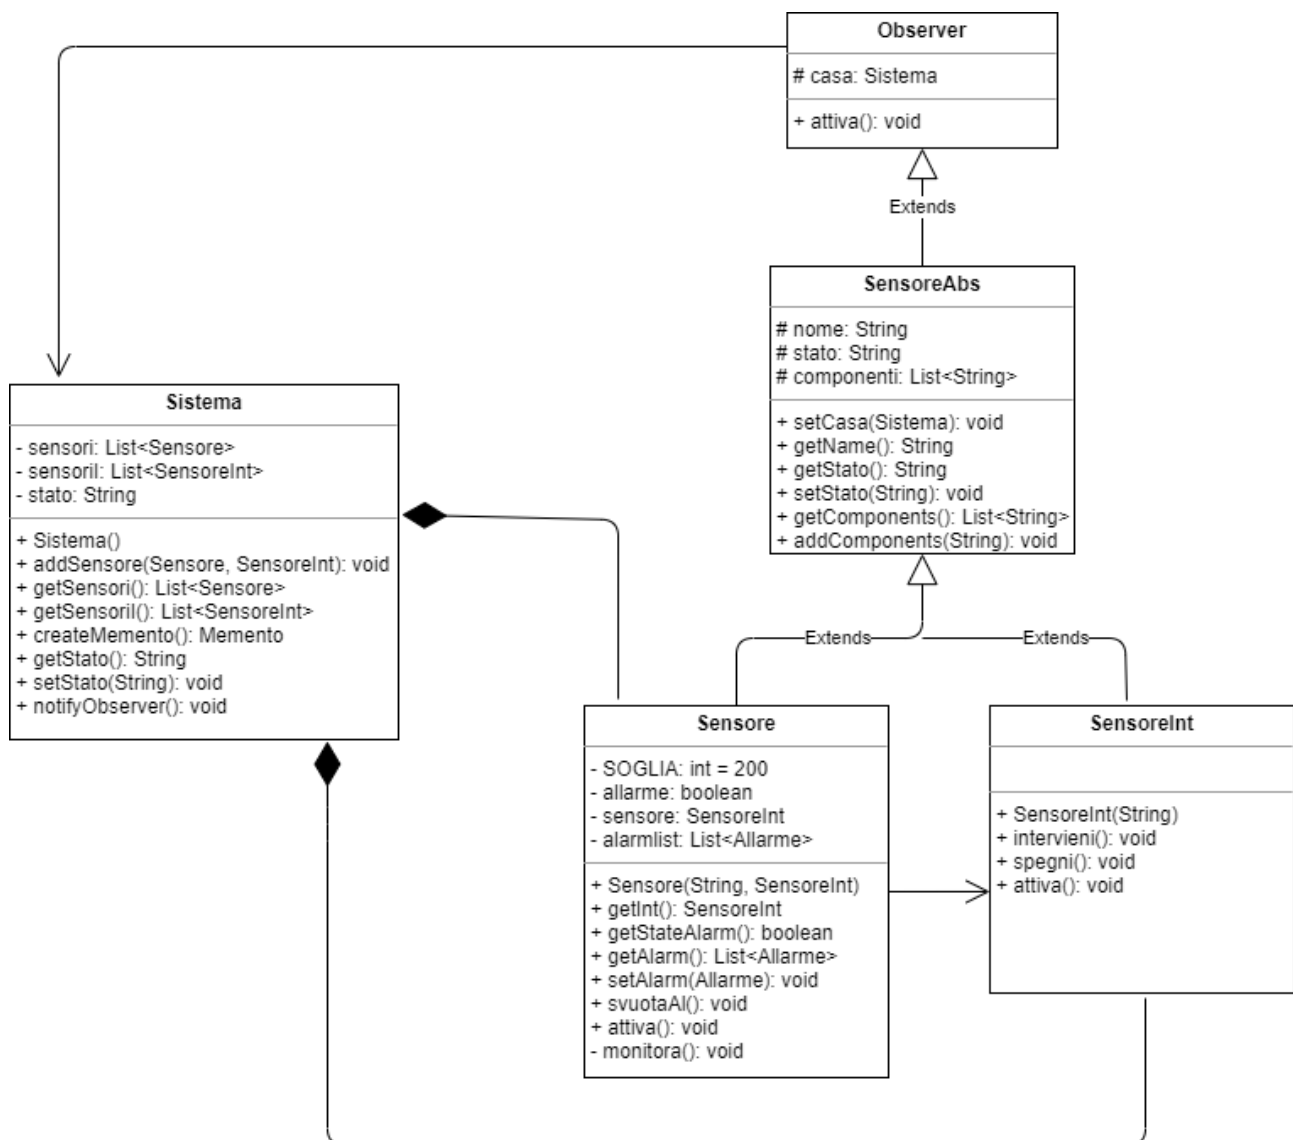 Observer
# casa: Sistema
+ attiva(): void
Extends
SensoreAbs
# nome: String
# stato: String
# componenti: List<String>
+ setCasa(Sistema): void
+ getName(): String
+ getStato(): String
+ setStato(String): void
+ getComponents(): List<String>
+ addComponents(String): void
Sistema
- sensori: List<Sensore>
- sensoriI: List<SensoreInt>
- stato: String
+ Sistema()
+ addSensore(Sensore, SensoreInt): void
+ getSensori(): List<Sensore>
+ getSensoriI(): List<SensoreInt>
+ createMemento(): Memento
+ getStato(): String
+ setStato(String): void
+ notifyObserver(): void
Extends
Extends
Sensore
- SOGLIA: int = 200
- allarme: boolean
- sensore: SensoreInt
- alarmlist: List<Allarme>
+ Sensore(String, SensoreInt)
+ getInt(): SensoreInt
+ getStateAlarm(): boolean
+ getAlarm(): List<Allarme>
+ setAlarm(Allarme): void
+ svuotaAl(): void
+ attiva(): void
- monitora(): void
SensoreInt
+ SensoreInt(String)
+ intervieni(): void
+ spegni(): void
+ attiva(): void